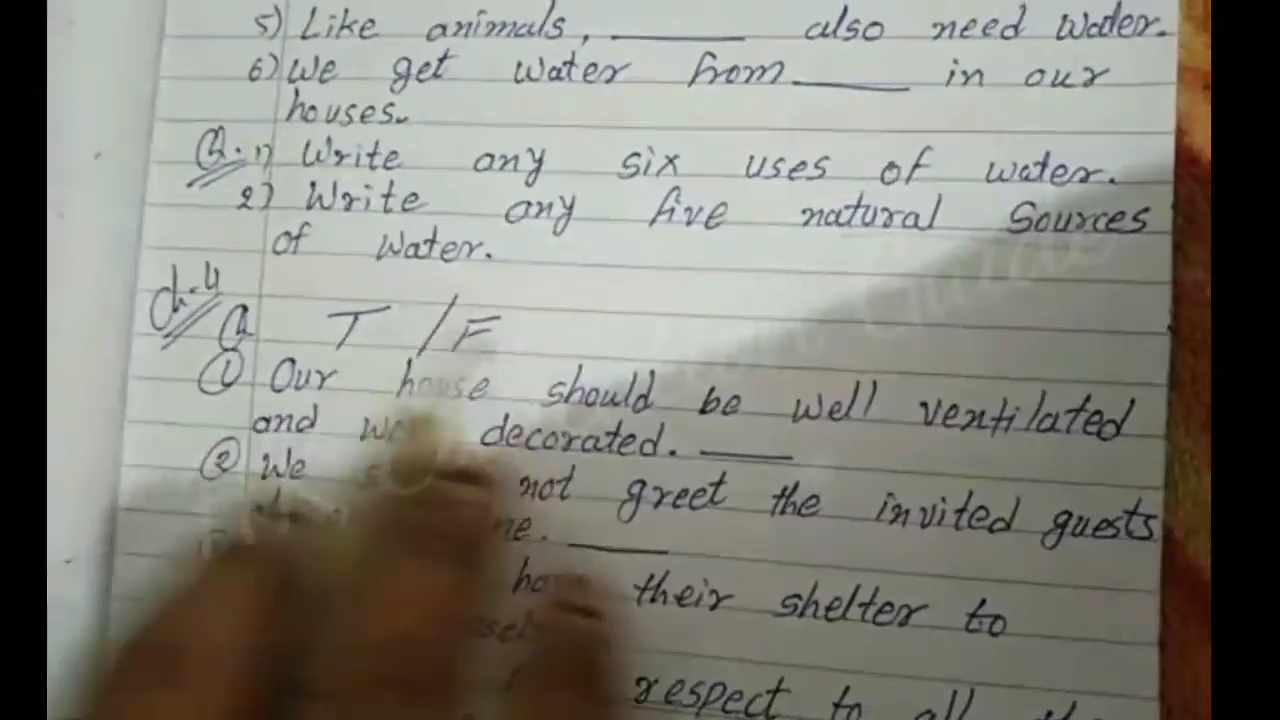 5) Like animals, ______ also need water.
6) We get water from ______ in our
houses.
Q. 1) Write any six uses of water.
2) Write any five natural Sources
of water.
Ch-4
Q T/F
① Our house should be well ventilated
and decorated. ______
② We not greet the invited guests
______
their shelter to
respect to all